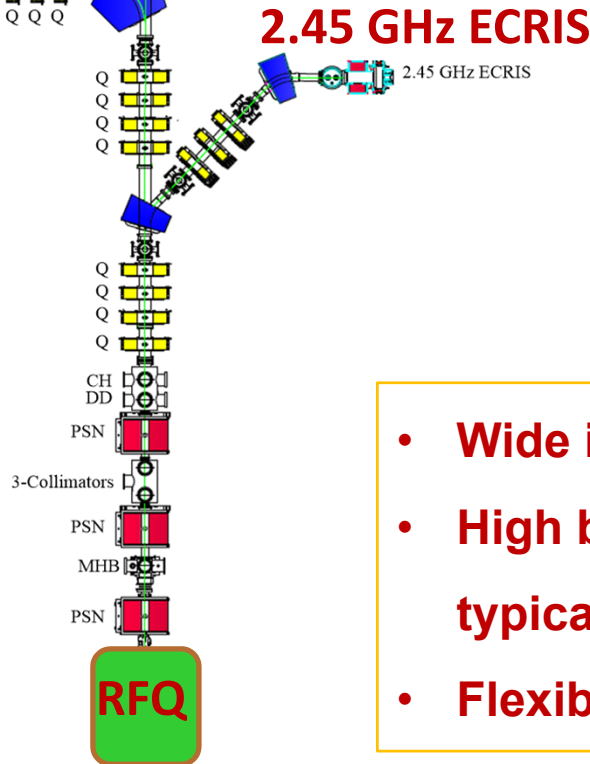 Q Q Q
2.45 GHz ECRIS
2.45 GHz ECRIS
Q
Q
Q
Q
Q
Q
Q
Q
CH
DD
PSN
3-Collimators
PSN
MHB
PSN
RFQ
• Wide
• High
• Flexib